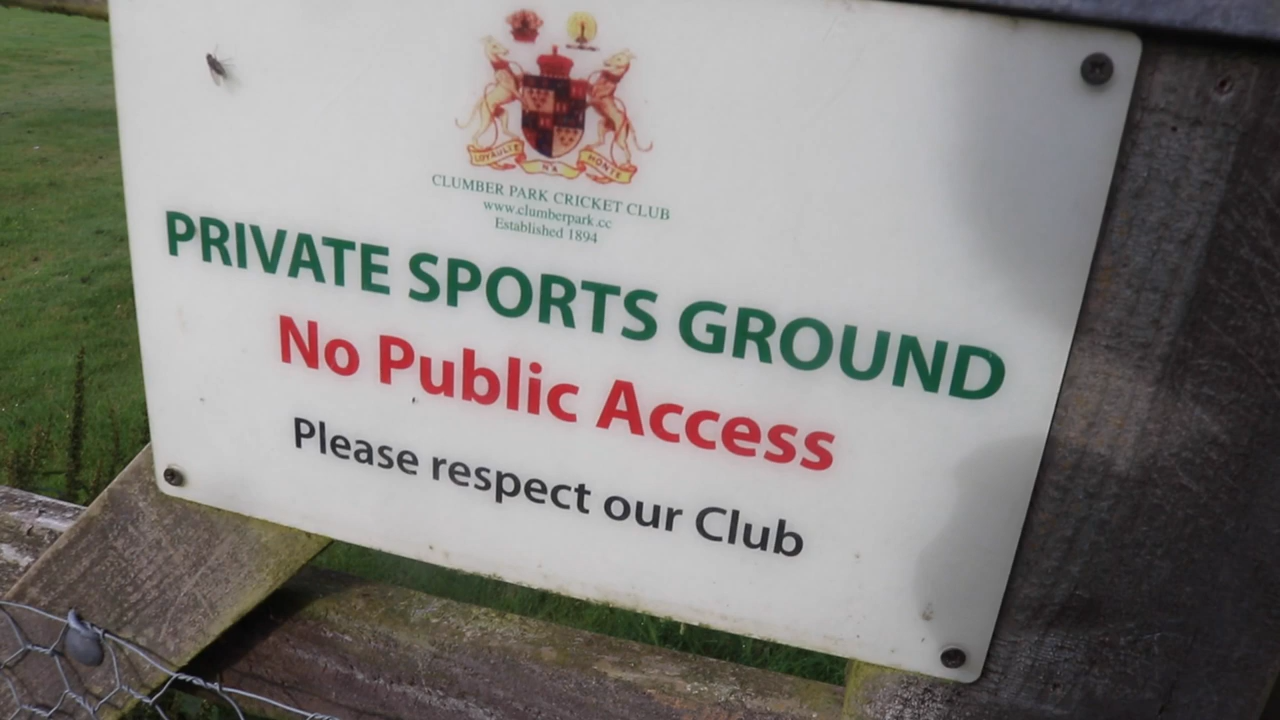 LOYAULTE N'A HONTE
CLUMBER PARK CRICKET CLUB
www.clumberpark.cc
Established 1894
PRIVATE SPORTS GROUND
No Public Access
Please respect our Club